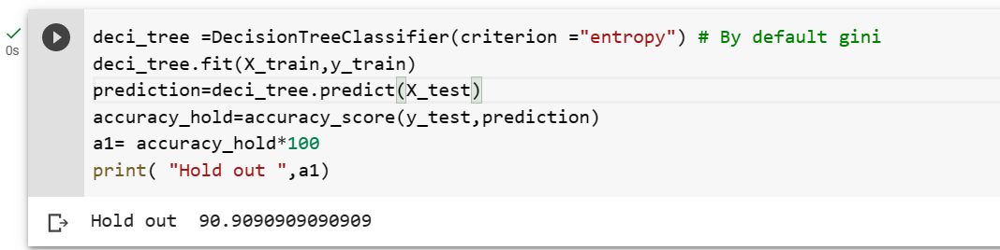 0s
deci_tree =DecisionTreeClassifier(criterion ="entropy") # By default gini
deci_tree.fit(X_train,y_train)
prediction=deci_tree.predict(X_test)
accuracy_hold=accuracy_score(y_test,prediction)
a1= accuracy_hold*100
print( "Hold out ",a1)
Hold out  90.9090909090909